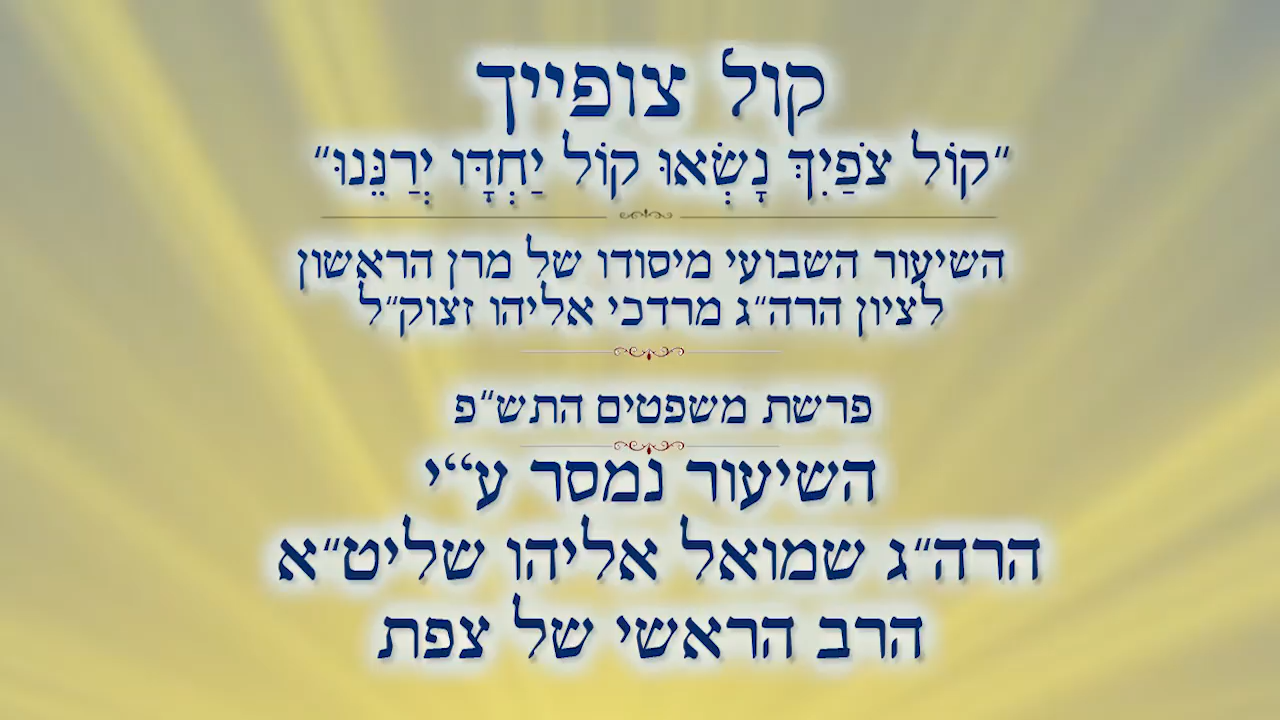 קול צופייך
"קוֹל צֹפַיִךְ נָשְׂאוּ קוֹל יַחְדָּו יְרַנֵּנוּ"
השיעור השבועי מיסודו של מרן הראשון
לציון הרה"ג מרדכי אליהו זצוק"ל
פרשת משפטים התש"פ
השיעור נמסר ע"י
הרה"ג שמואל אליהו שליט"א
הרב הראשי של צפת